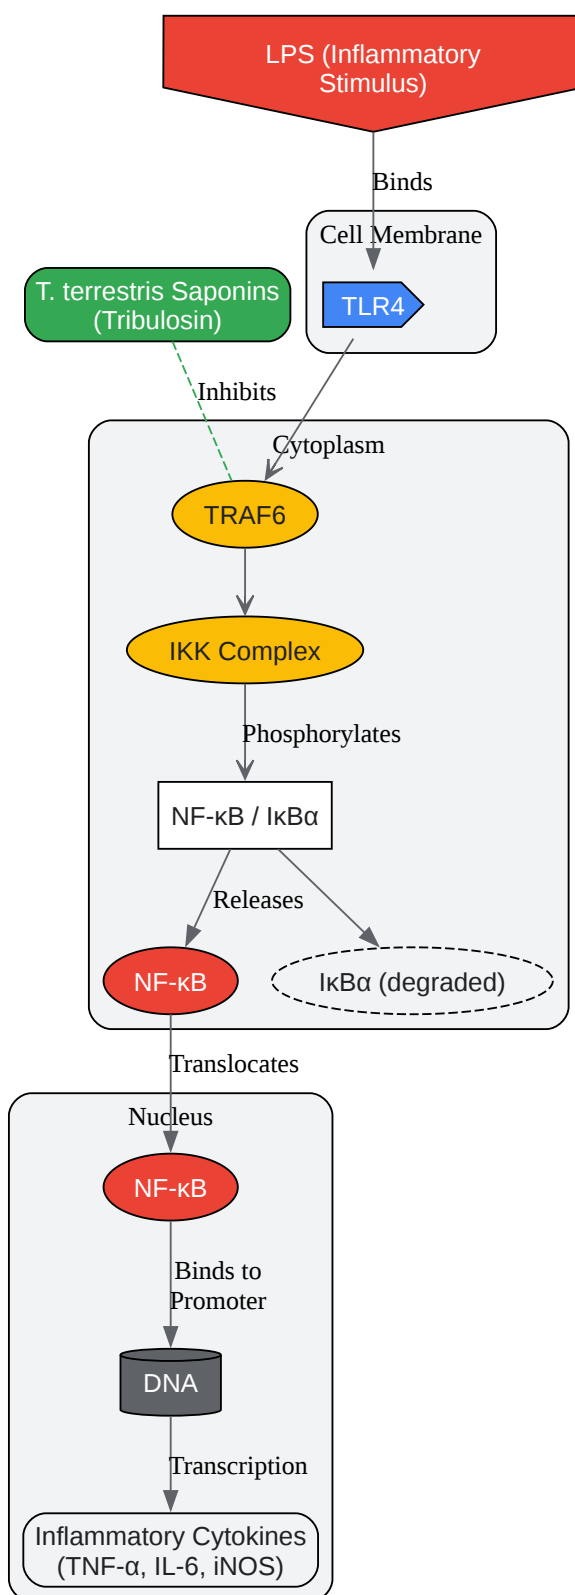 LPS (Inflammatory
Stimulus)
Binds
Cell Membrane
TLR4
T. terrestris Saponins
(Tribulosin)
Inhibits
Cytoplasm
TRAF6
IKK Complex
Phosphorylates
NF-κB / IκBα
Releases
NF-κB
IκBα (degraded)
Translocates
Nucleus
NF-κB
Binds to
Promoter
DNA
Transcription
Inflammatory Cytokines
(TNF-α, IL-6, iNOS)